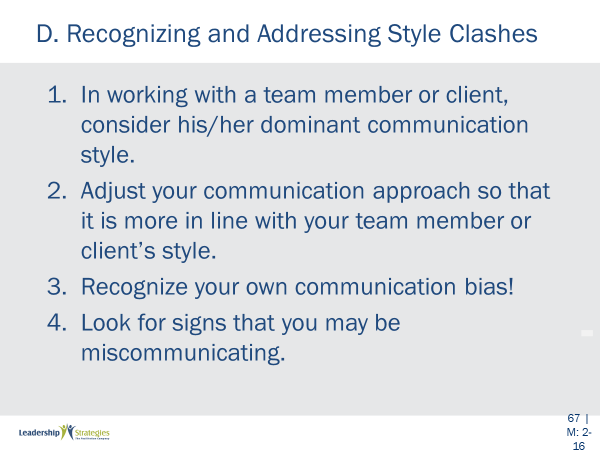 D. Recognizing and Addressing Style Clashes
1. In working with a team member or client,
consider his/her dominant communication
style.
2. Adjust your communication approach so that
it is more in line with your team member or
client’s style.
3. Recognize your own communication bias!
4. Look for signs that you may be
miscommunicating.
Leadership Strategies
The Facilitation Company
67 |
M: 2-
16